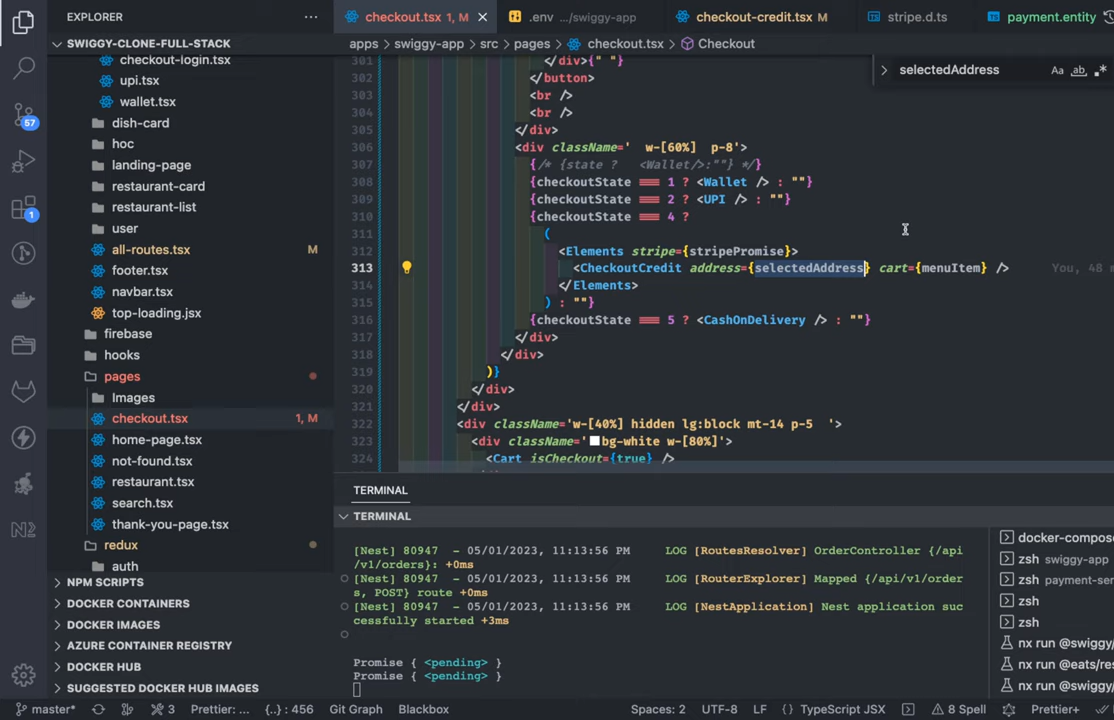 EXPLORER
SWIGGY-CLONE-FULL-STACK
checkout-login.tsx
upi.tsx
wallet.tsx
dish-card
hoc
landing-page
restaurant-card
restaurant-list
user
all-routes.tsx M
footer.tsx
navbar.tsx
top-loading.jsx
firebase
hooks
pages
Images
checkout.tsx 1, M
home-page.tsx
not-found.tsx
restaurant.tsx
search.tsx
thank-you-page.tsx
redux
auth
NPM SCRIPTS
DOCKER CONTAINERS
DOCKER IMAGES
AZURE CONTAINER REGISTRY
DOCKER HUB
SUGGESTED DOCKER HUB IMAGES
57
1
checkout.tsx 1, M
.env .../swiggy-app
checkout-credit.tsx M
stripe.d.ts
payment.entity
apps > swiggy-app > src > pages > checkout.tsx > Checkout
selectedAddress
301 </div>{" "}
302 </button>
303 <br />
304 <br />
305 </div>
306 <div className=' w-[60%] p-8'>
307 {/* {state ? <Wallet/>:""} */}
308 {checkoutState === 1 ? <Wallet /> : ""}
309 {checkoutState === 2 ? <UPI /> : ""}
310 {checkoutState === 4 ?
311 (
312 <Elements stripe={stripePromise}>
313 <CheckoutCredit address={selectedAddress} cart={menuItem} /> You, 48 m
314 </Elements>
315 ) : ""}
316 {checkoutState === 5 ? <CashOnDelivery /> : ""}
317 </div>
318 </div>
319 )}
320 </div>
321 </div>
322 <div className='w-[40%] hidden lg:block mt-14 p-5 '>
323 <div className='bg-white w-[80%]'>
324 <Cart isCheckout={true} />
TERMINAL
TERMINAL
[Nest] 80947 - 05/01/2023, 11:13:56 PM LOG [RoutesResolver] OrderController {/api
/v1/orders}: +0ms
[Nest] 80947 - 05/01/2023, 11:13:56 PM LOG [RouterExplorer] Mapped {/api/v1/order
s, POST} route +0ms
[Nest] 80947 - 05/01/2023, 11:13:56 PM LOG [NestApplication] Nest application suc
cessfully started +3ms
Promise { <pending> }
Promise { <pending> }
docker-compos
zsh swiggy-app
zsh payment-ser
zsh
zsh
nx run @swiggy/
nx run @eats/res
nx run @swiggy/
master* 3 Prettier: ... {..} : 456 Git Graph Blackbox Spaces: 2 UTF-8 LF {} TypeScript JSX 8 Spell Prettier+